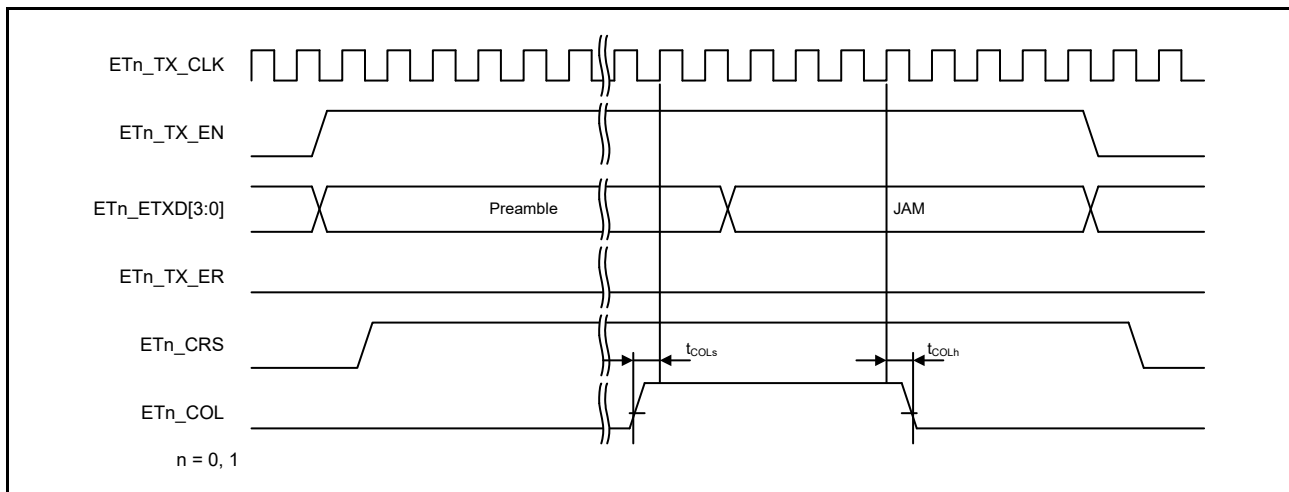 ETn_TX_CLK
ETn_TX_EN
ETn_ETXD[3:0]
Preamble
JAM
ETn_TX_ER
ETn_CRS
tCOLs
tCOLh
ETn_COL
n = 0, 1